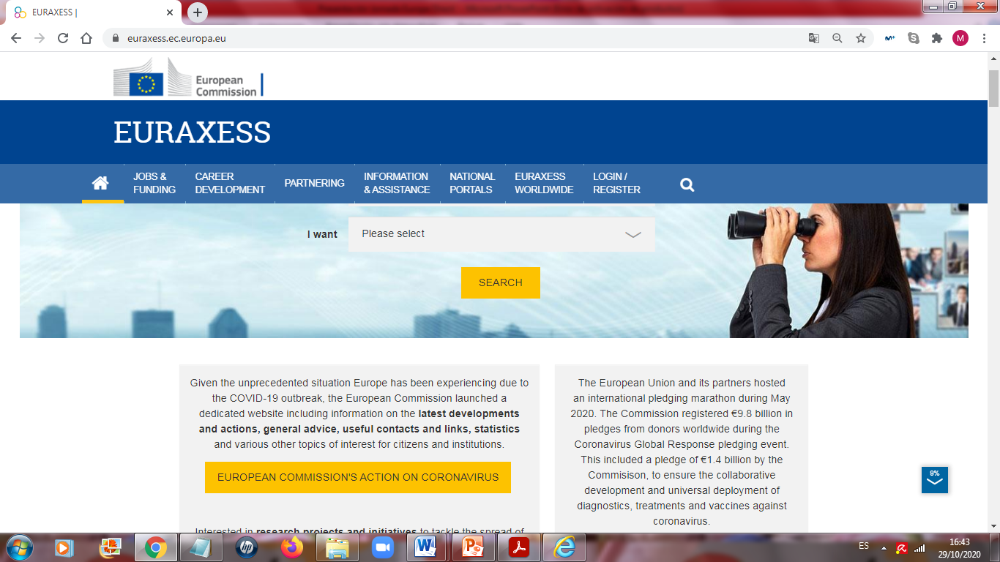 EURAXESS |
euraxess.ec.europa.eu
M
European
Commission
EURAXESS
JOBS &
FUNDING
CAREER
DEVELOPMENT
PARTNERING
INFORMATION
& ASSISTANCE
NATIONAL
PORTALS
EURAXESS
WORLDWIDE
LOGIN /
REGISTER
I want
Please select
SEARCH
Given the unprecedented situation Europe has been experiencing due to
the COVID-19 outbreak, the European Commission launched a
dedicated website including information on the latest developments
and actions, general advice, useful contacts and links, statistics
and various other topics of interest for citizens and institutions.
EUROPEAN COMMISSION'S ACTION ON CORONAVIRUS
Interested in research projects and initiatives to tackle the spread of
The European Union and its partners hosted
an international pledging marathon during May
2020. The Commission registered €9.8 billion in
pledges from donors worldwide during the
Coronavirus Global Response pledging event.
This included a pledge of €1.4 billion by the
Commisison, to ensure the collaborative
development and universal deployment of
diagnostics, treatments and vaccines against
coronavirus.
9%
ES
16:43
29/10/2020